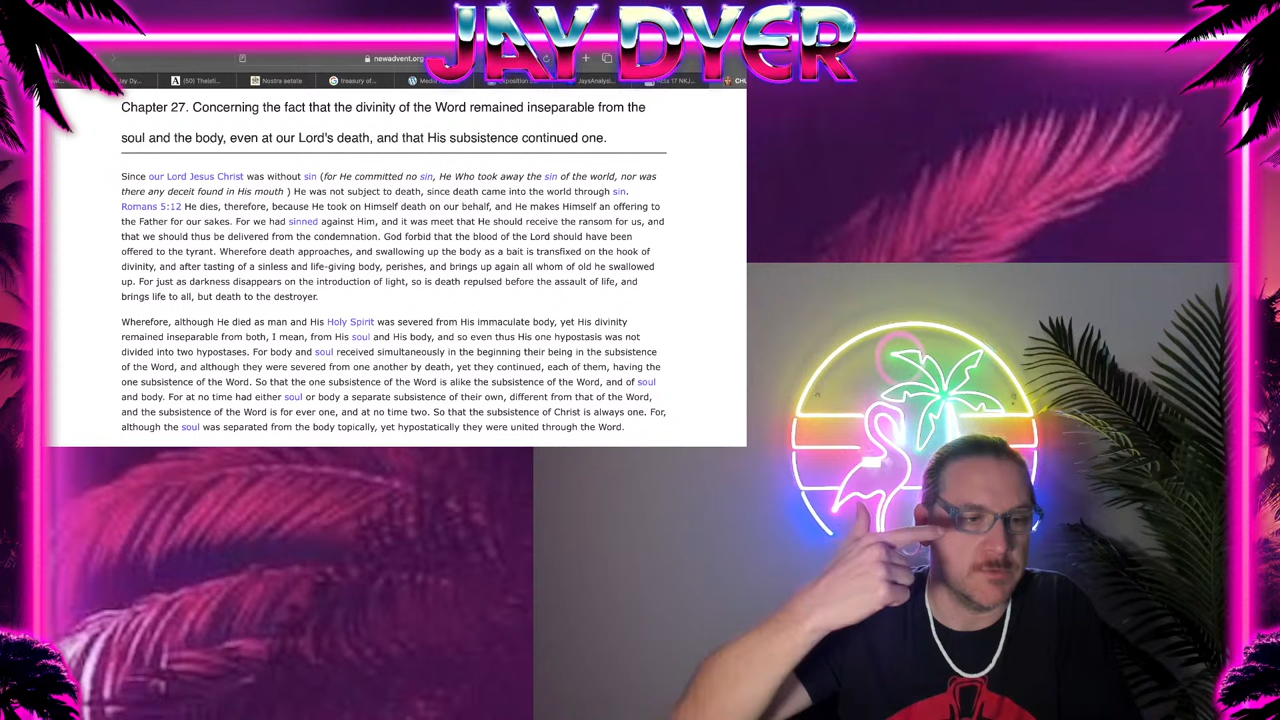 JAY DYER
newadvent.org
Jay Dy...
(50) Theisti...
Nostra aetate
treasury of...
JaysAnalysi...
Chapter 27. Concerning the fact that the divinity of the Word remained inseparable from the
soul and the body, even at our Lord's death, and that His subsistence continued one.
Since our Lord Jesus Christ was without sin (for He committed no sin, He Who took away the sin of the world, nor was
there any deceit found in His mouth ) He was not subject to death, since death came into the world through sin.
Romans 5:12 He dies, therefore, because He took on Himself death on our behalf, and He makes Himself an offering to
the Father for our sakes. For we had sinned against Him, and it was meet that He should receive the ransom for us, and
that we should thus be delivered from the condemnation. God forbid that the blood of the Lord should have been
offered to the tyrant. Wherefore death approaches, and swallowing up the body as a bait is transfixed on the hook of
divinity, and after tasting of a sinless and life-giving body, perishes, and brings up again all whom of old he swallowed
up. For just as darkness disappears on the introduction of light, so is death repulsed before the assault of life, and
brings life to all, but death to the destroyer.
Wherefore, although He died as man and His Holy Spirit was severed from His immaculate body, yet His divinity
remained inseparable from both, I mean, from His soul and His body, and so even thus His one hypostasis was not
divided into two hypostases. For body and soul received simultaneously in the beginning their being in the subsistence
of the Word, and although they were severed from one another by death, yet they continued, each of them, having the
one subsistence of the Word. So that the one subsistence of the Word is alike the subsistence of the Word, and of soul
and body. For at no time had either soul or body a separate subsistence of their own, different from that of the Word,
and the subsistence of the Word is for ever one, and at no time two. So that the subsistence of Christ is always one. For,
although the soul was separated from the body topically, yet hypostatically they were united through the Word.